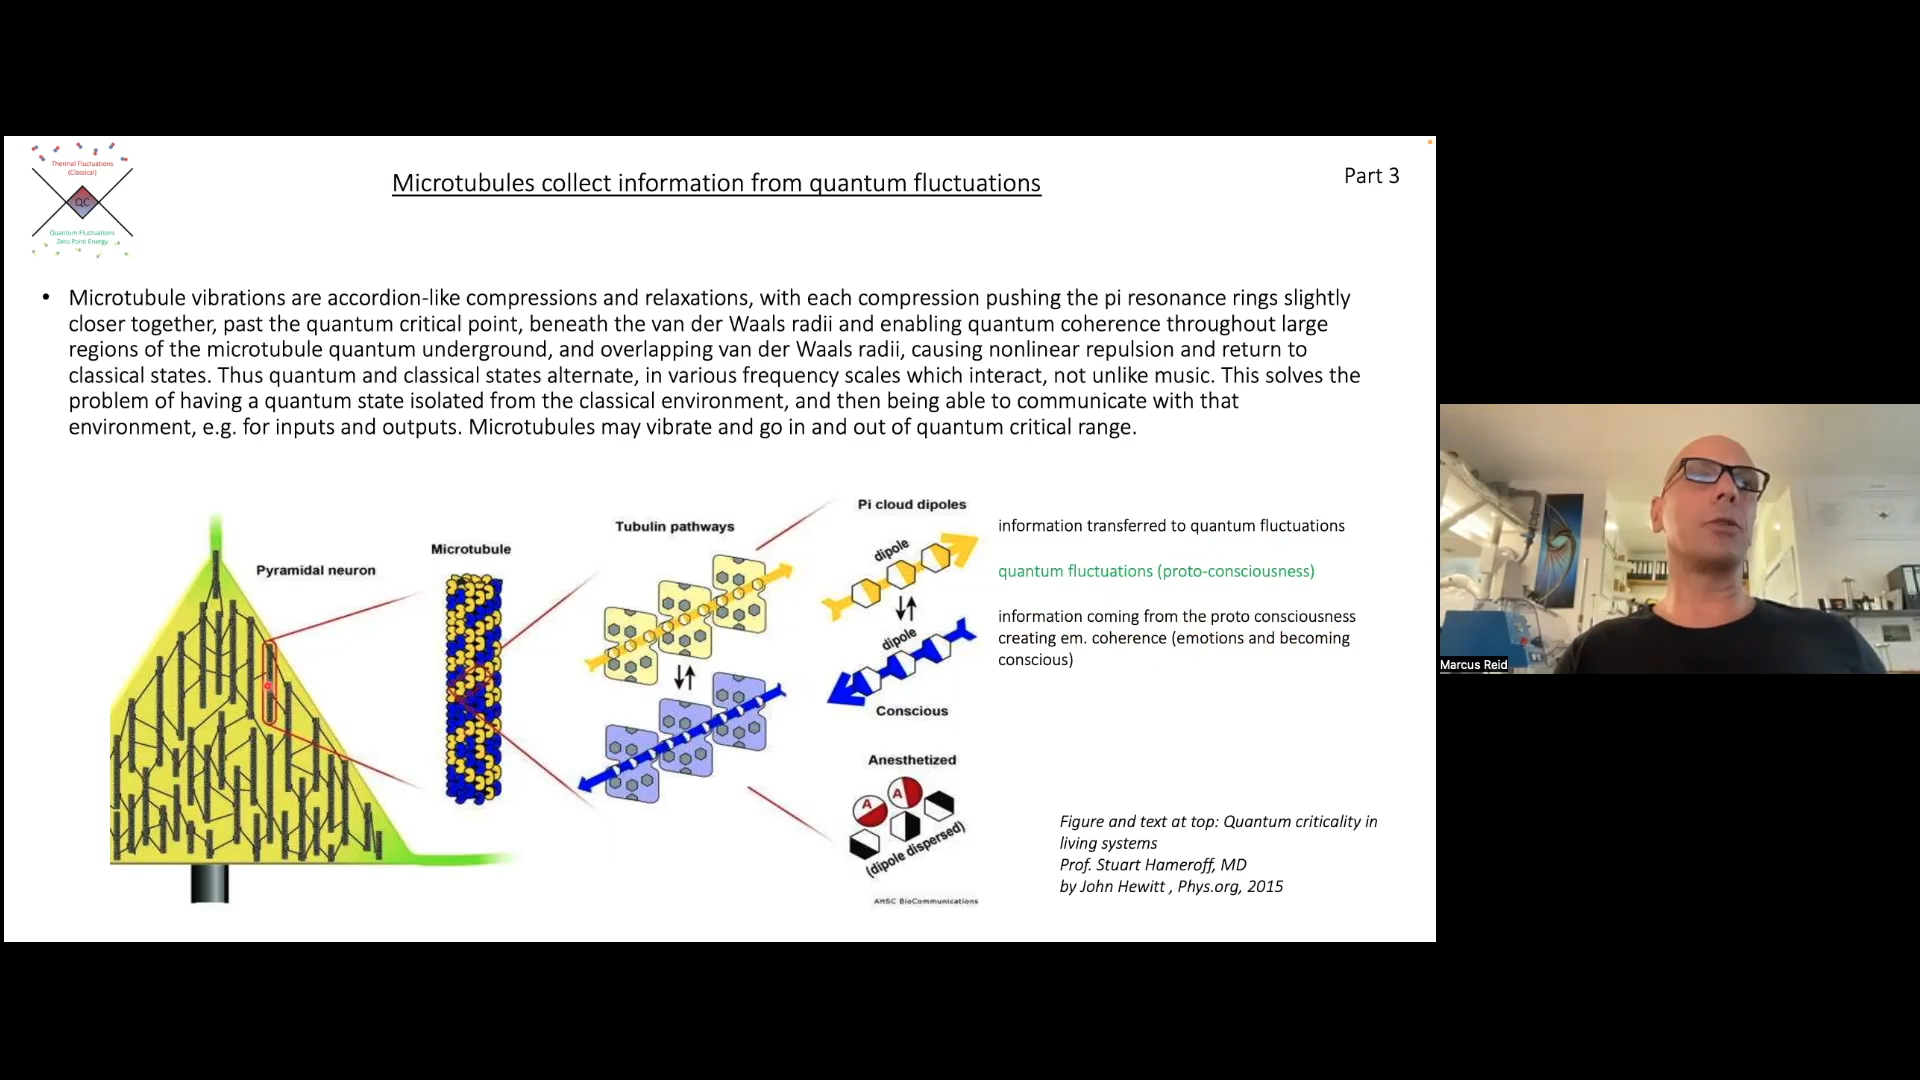 Thermal Fluctuations
(Classical)
QC
Quantum Fluctuations
Zero Point Energy
Microtubules collect information from quantum fluctuations
Part 3
• Microtubule vibrations are accordion-like compressions and relaxations, with each compression pushing the pi resonance rings slightly
closer together, past the quantum critical point, beneath the van der Waals radii and enabling quantum coherence throughout large
regions of the microtubule quantum underground, and overlapping van der Waals radii, causing nonlinear repulsion and return to
classical states. Thus quantum and classical states alternate, in various frequency scales which interact, not unlike music. This solves the
problem of having a quantum state isolated from the classical environment, and then being able to communicate with that
environment, e.g. for inputs and outputs. Microtubules may vibrate and go in and out of quantum critical range.
Pyramidal neuron
Microtubule
Tubulin pathways
Pi cloud dipoles
dipole
dipole
Conscious
Anesthetized
A
A
(dipole dispersed)
AHSC BioCommunications
information transferred to quantum fluctuations
quantum fluctuations (proto-consciousness)
information coming from the proto consciousness
creating em. coherence (emotions and becoming
conscious)
Figure and text at top: Quantum criticality in
living systems
Prof. Stuart Hameroff, MD
by John Hewitt , Phys.org, 2015
Marcus Reid